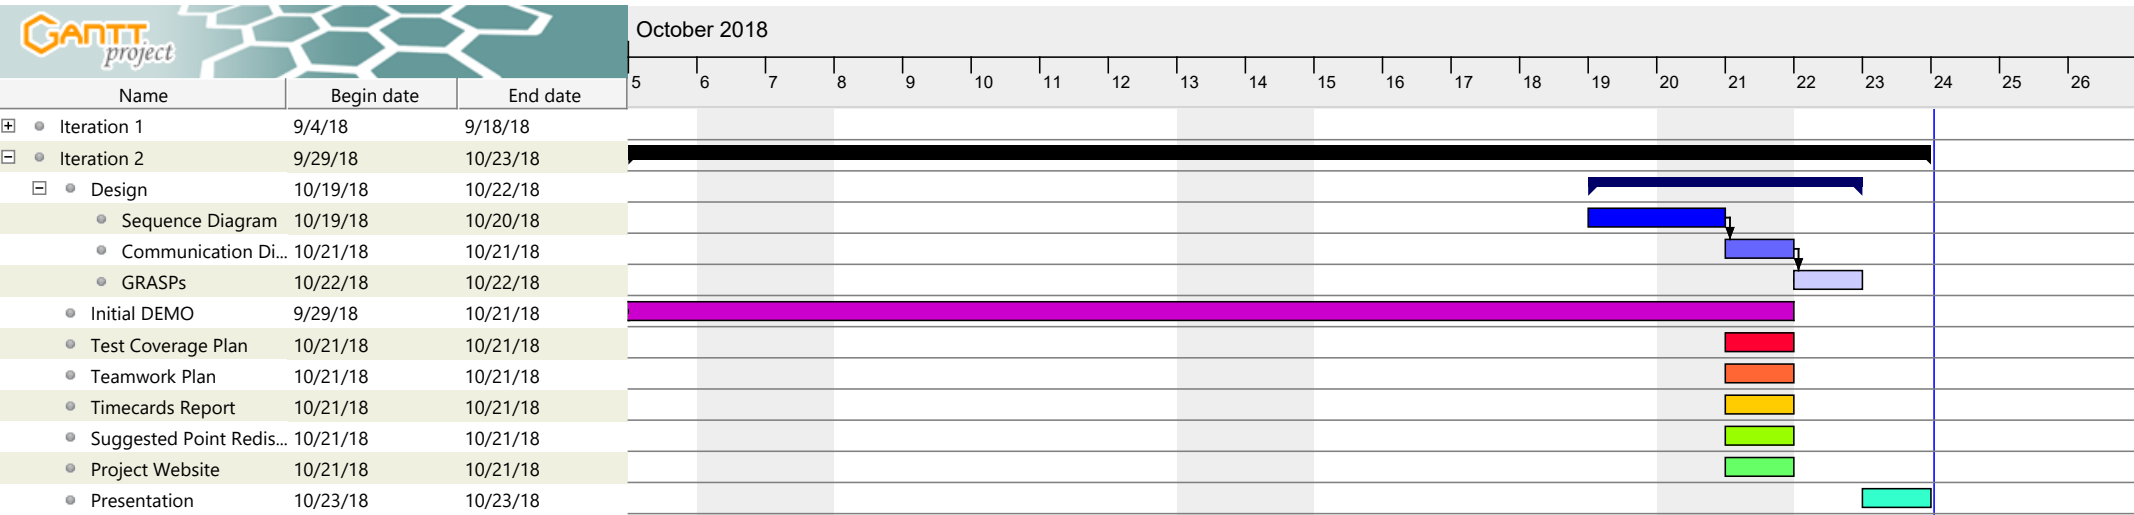 GANTT
project
October 2018
5 6 7 8 9 10 11 12 13 14 15 16 17 18 19 20 21 22 23 24 25 26
Name Begin date End date
Iteration 1 9/4/18 9/18/18
Iteration 2 9/29/18 10/23/18
Design 10/19/18 10/22/18
Sequence Diagram 10/19/18 10/20/18
Communication Di... 10/21/18 10/21/18
GRASPs 10/22/18 10/22/18
Initial DEMO 9/29/18 10/21/18
Test Coverage Plan 10/21/18 10/21/18
Teamwork Plan 10/21/18 10/21/18
Timecards Report 10/21/18 10/21/18
Suggested Point Redis... 10/21/18 10/21/18
Project Website 10/21/18 10/21/18
Presentation 10/23/18 10/23/18